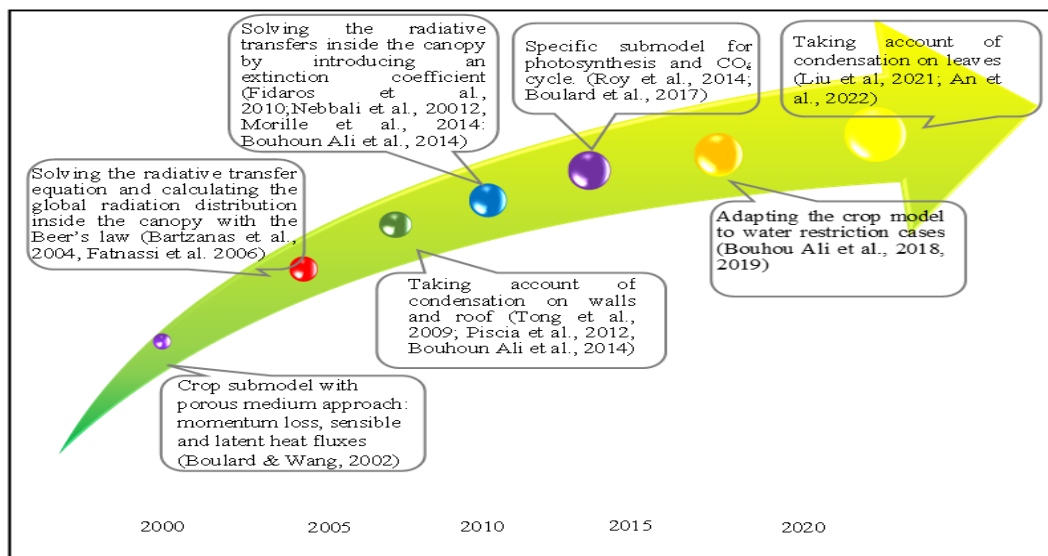 Solving the radiative
transfers inside the canopy
by introducing an
extinction coefficient
(Fidaros et al.,
2010;Nebbali et al., 20012,
Morille et al., 2014:
Bouhoun Ali et al., 2014)
Specific submodel for
photosynthesis and CO₂
cycle. (Roy et al., 2014;
Boulard et al., 2017)
Taking account of
condensation on leaves
(Liu et al, 2021; An et
al., 2022)
Solving the radiative transfer
equation and calculating the
global radiation distribution
inside the canopy with the
Beer's law (Bartzanas et al.,
2004, Fatnassi et al. 2006)
Adapting the crop model
to water restriction cases
(Bouhou Ali et al., 2018,
2019)
Taking account of
condensation on walls
and roof (Tong et al.,
2009; Piscia et al., 2012,
Bouhoun Ali et al., 2014)
Crop submodel with
porous medium approach:
momentum loss, sensible
and latent heat fluxes
(Boulard & Wang, 2002)
2000 2005 2010 2015 2020